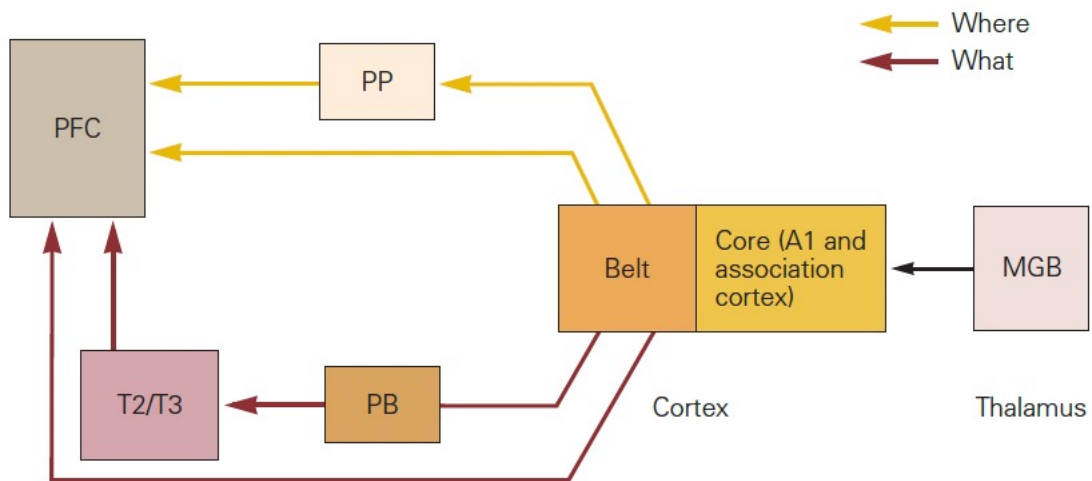 Where
What
PFC
PP
Belt
Core (A1 and
association
cortex)
MGB
T2/T3
PB
Cortex
Thalamus